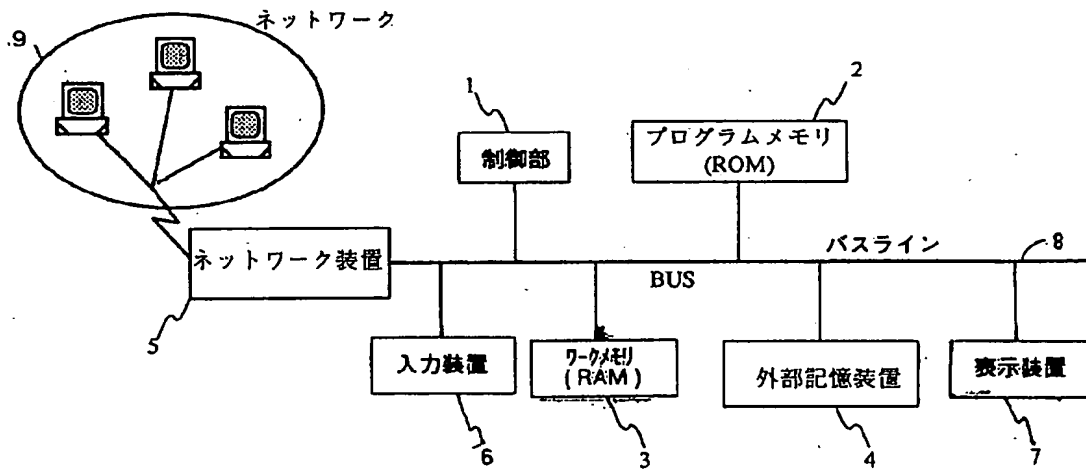 ネットワーク
9
1
2
制御部
プログラムメモリ
(ROM)
バスライン
8
ネットワーク装置
BUS
5
入力装置
ワークメモリ
(RAM)
外部記憶装置
表示装置
6
3
4
7